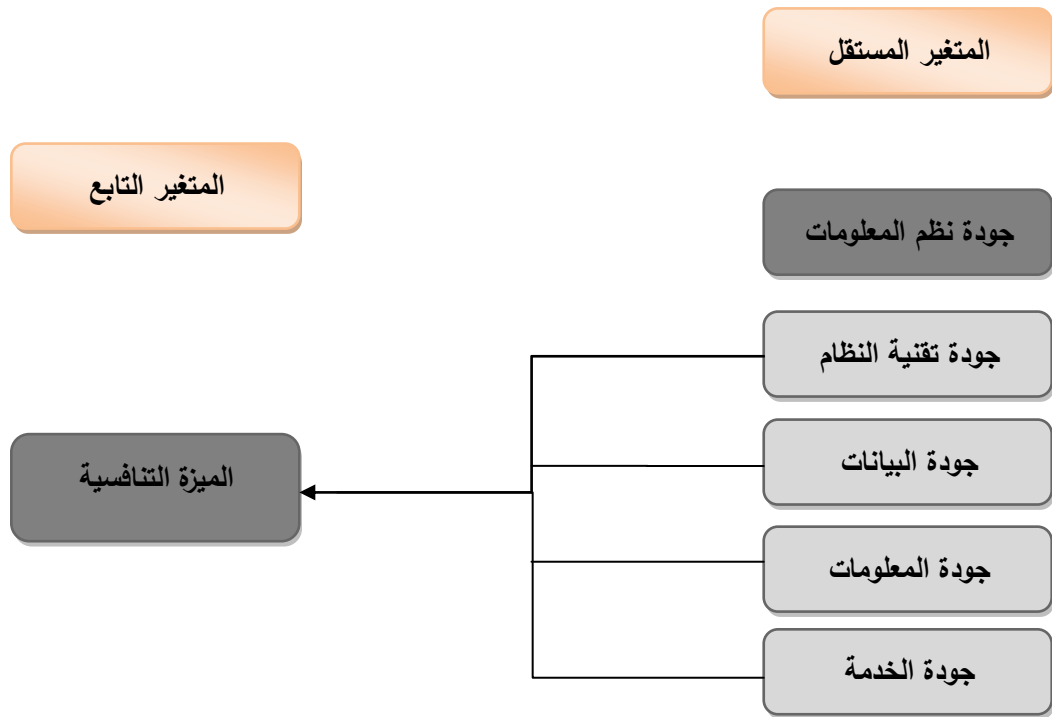 المتغير المستقل
المتغير التابع
جودة نظم المعلومات
جودة تقنية النظام
جودة البيانات
الميزة التنافسية
جودة المعلومات
جودة الخدمة